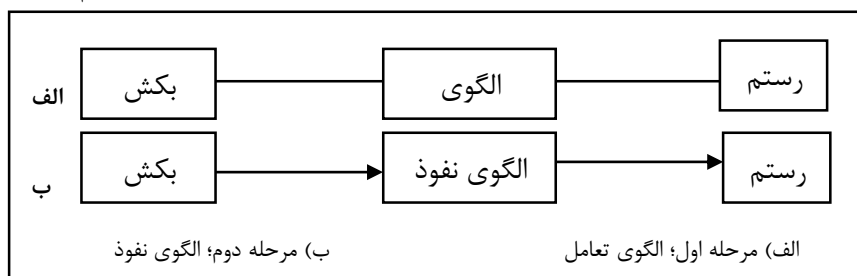 رستم الگوی بکش الف
رستم الگوی نفوذ بکش ب
الف) مرحله اول؛ الگوی تعامل ب) مرحله دوم؛ الگوی نفوذ